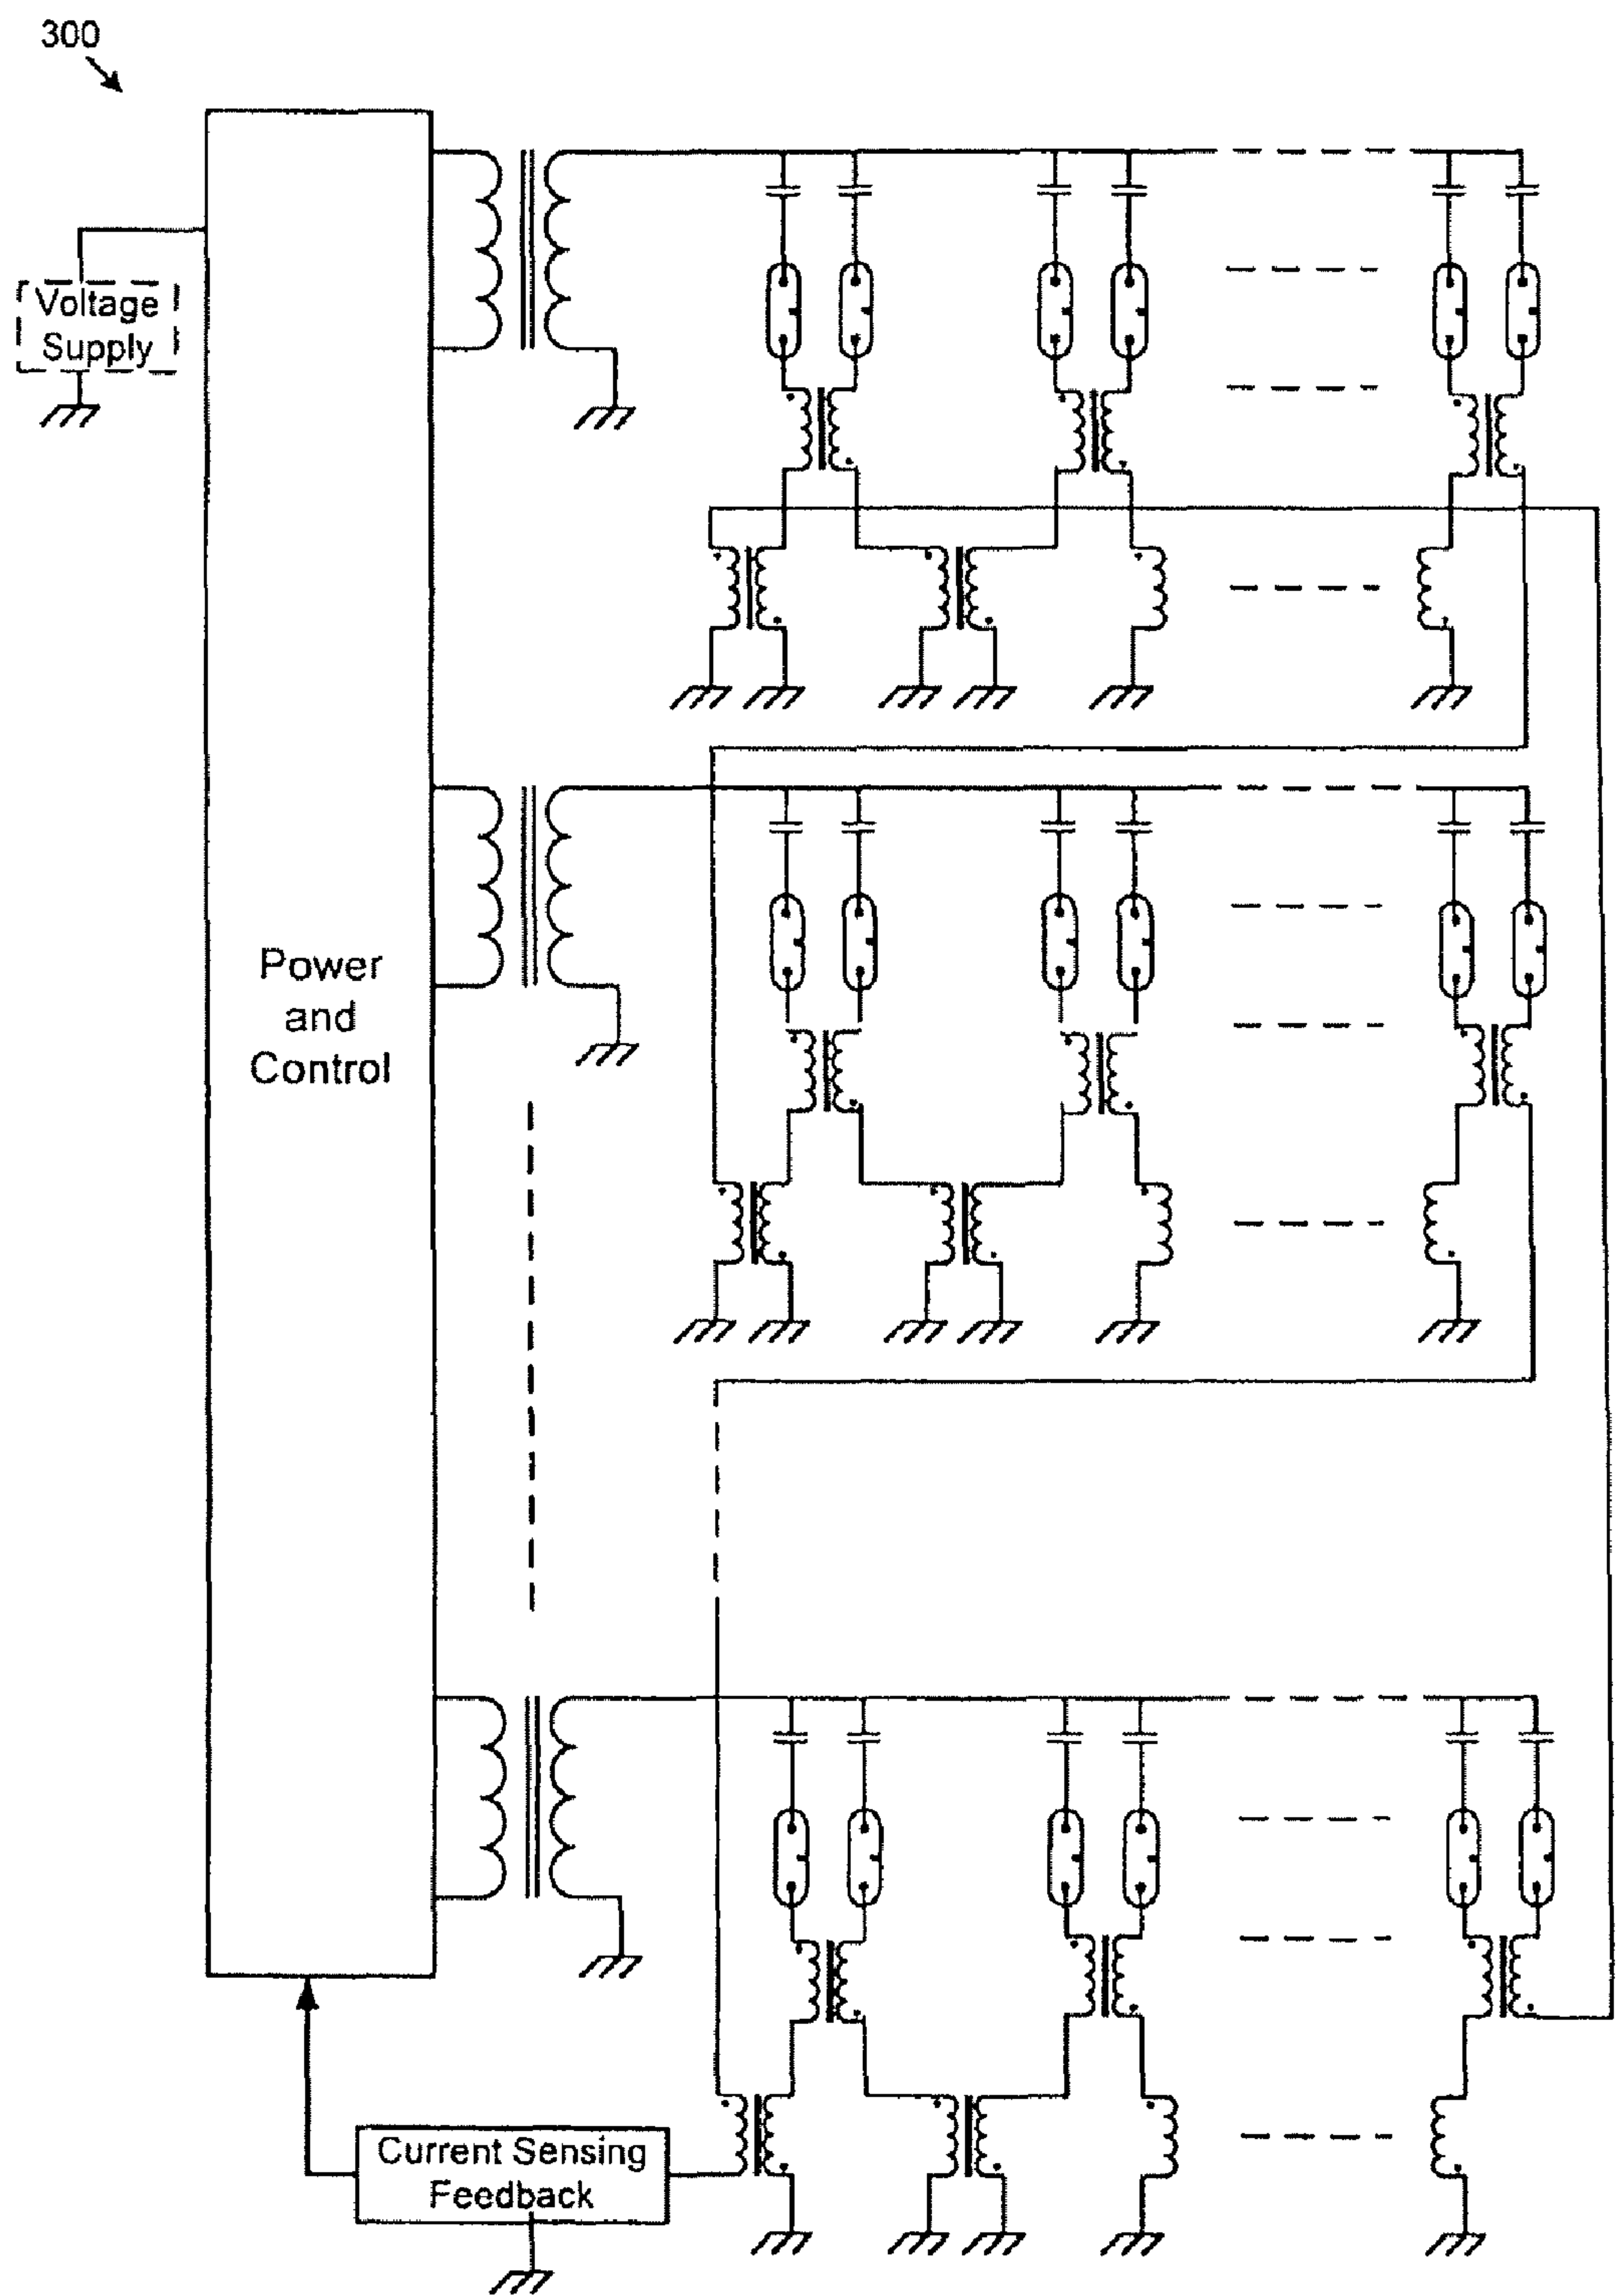 300
Voltage
Supply
Power
and
Control
Current Sensing
Feedback